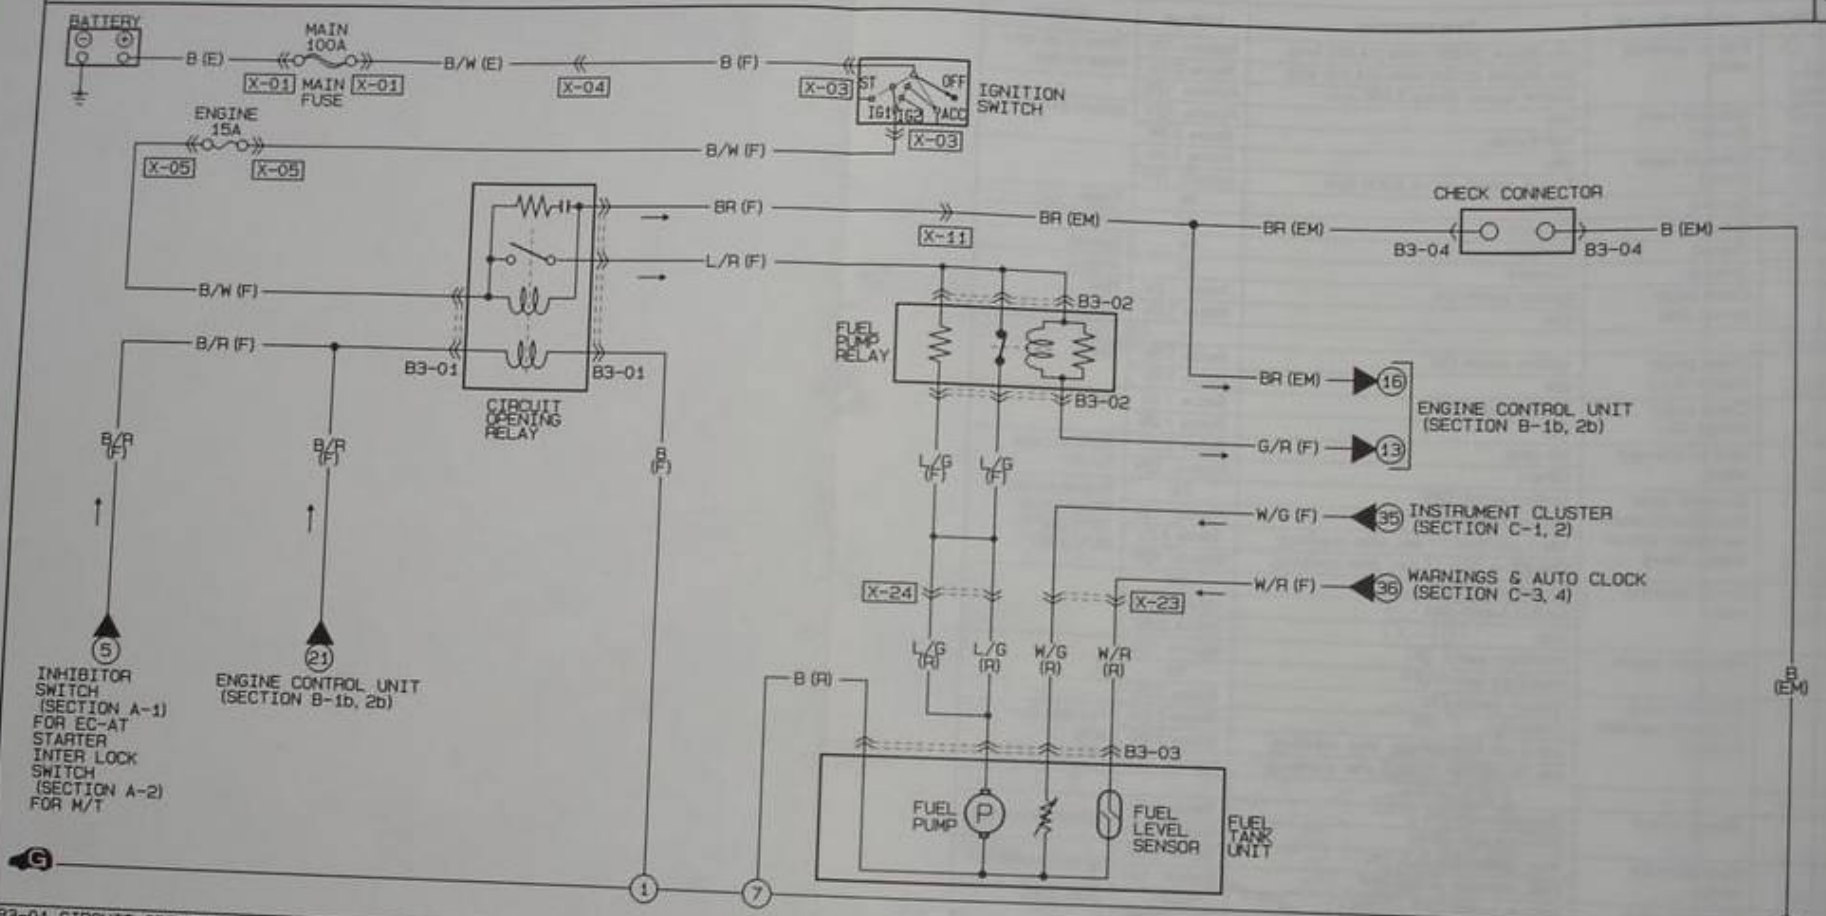 BATTERY
MAIN
100A
B (E)
B/W (E)
B (F)
X-01
MAIN
FUSE
X-01
X-04
X-03
ST
OFF
IG1
IG2
ACC
IGNITION
SWITCH
X-03
ENGINE
15A
X-05
X-05
B/W (F)
BR (F)
X-11
BR (EM)
BR (EM)
CHECK CONNECTOR
B3-04
B3-04
B (EM)
L/R (F)
B/W (F)
B/R (F)
B3-01
B3-01
CIRCUIT
OPENING
RELAY
FUEL
PUMP
RELAY
B3-02
B3-02
BR (EM)
16
G/R (F)
13
ENGINE CONTROL UNIT
(SECTION B-1b, 2b)
B/R
(F)
B/R
(F)
B
(F)
L/G
(F)
L/G
(F)
W/G (F)
35
INSTRUMENT CLUSTER
(SECTION C-1, 2)
W/R (F)
36
WARNINGS & AUTO CLOCK
(SECTION C-3, 4)
X-24
X-23
5
INHIBITOR
SWITCH
(SECTION A-1)
FOR EC-AT
STARTER
INTER LOCK
SWITCH
(SECTION A-2)
FOR M/T
21
ENGINE CONTROL UNIT
(SECTION B-1b, 2b)
L/G
(R)
L/G
(R)
W/G
(R)
W/R
(R)
B (R)
B
(EM)
B3-03
FUEL
PUMP
P
FUEL
LEVEL
SENSOR
FUEL
TANK
UNIT
G
1
7